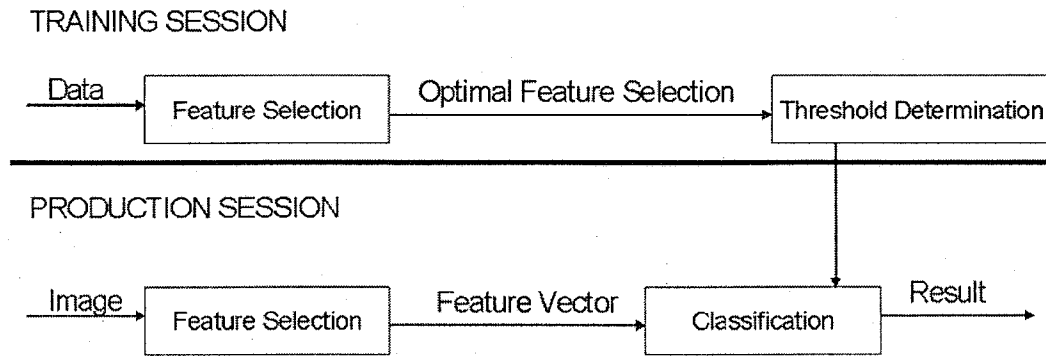 TRAINING SESSION
Data
Feature Selection
Optimal Feature Selection
Threshold Determination
PRODUCTION SESSION
Image
Feature Selection
Feature Vector
Classification
Result